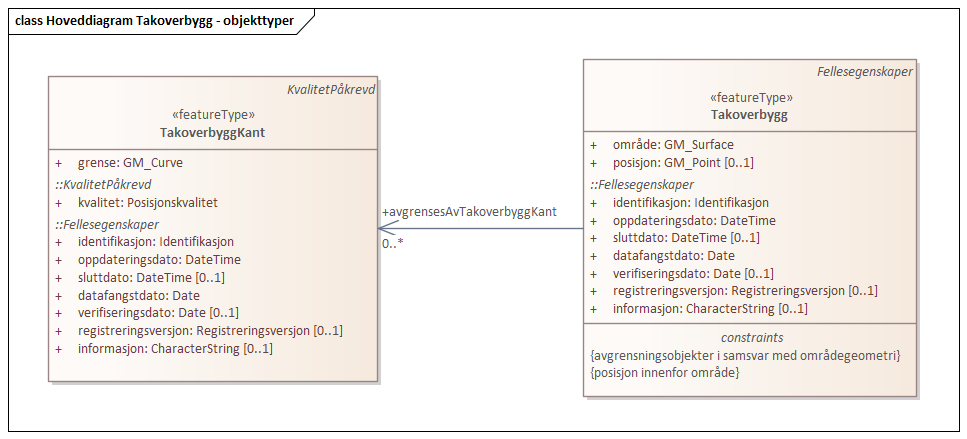 class Hoveddiagram Takoverbygg - objekttyper
KvalitetPåkrevd
«featureType»
TakoverbyggKant
+ grense: GM_Curve
::KvalitetPåkrevd
+ kvalitet: Posisjonskvalitet
::Fellesegenskaper
+ identifikasjon: Identifikasjon
+ oppdateringsdato: DateTime
+ sluttdato: DateTime [0..1]
+ datafangstdato: Date
+ verifiseringsdato: Date [0..1]
+ registreringsversjon: Registreringsversjon [0..1]
+ informasjon: CharacterString [0..1]
+avgrensesAvTakoverbyggKant
0..*
Fellesegenskaper
«featureType»
Takoverbygg
+ område: GM_Surface
+ posisjon: GM_Point [0..1]
::Fellesegenskaper
+ identifikasjon: Identifikasjon
+ oppdateringsdato: DateTime
+ sluttdato: DateTime [0..1]
+ datafangstdato: Date
+ verifiseringsdato: Date [0..1]
+ registreringsversjon: Registreringsversjon [0..1]
+ informasjon: CharacterString [0..1]
constraints
{avgrensningsobjekter i samsvar med områdegeometri}
{posisjon innenfor område}